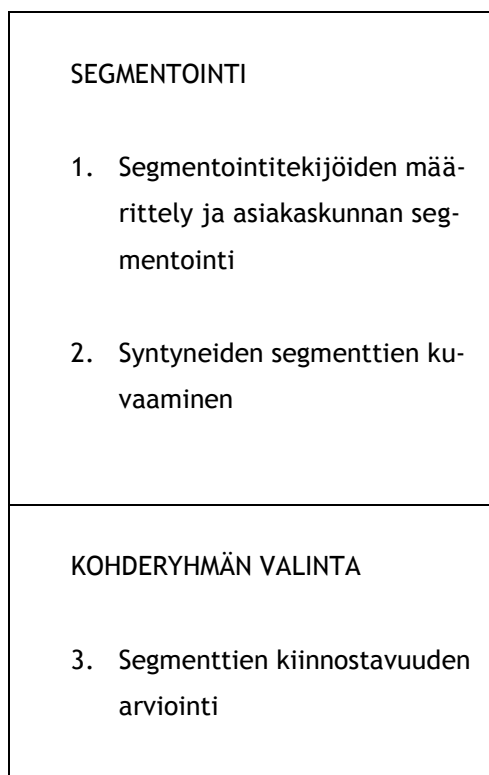 SEGMENTOINTI
1. Segmentointitekijöiden mää-
rittely ja asiakaskunnan seg-
mentointi
2. Syntyneiden segmenttien ku-
vaaminen
KOHDERYHMÄN VALINTA
3. Segmenttien kiinnostavuuden
arviointi